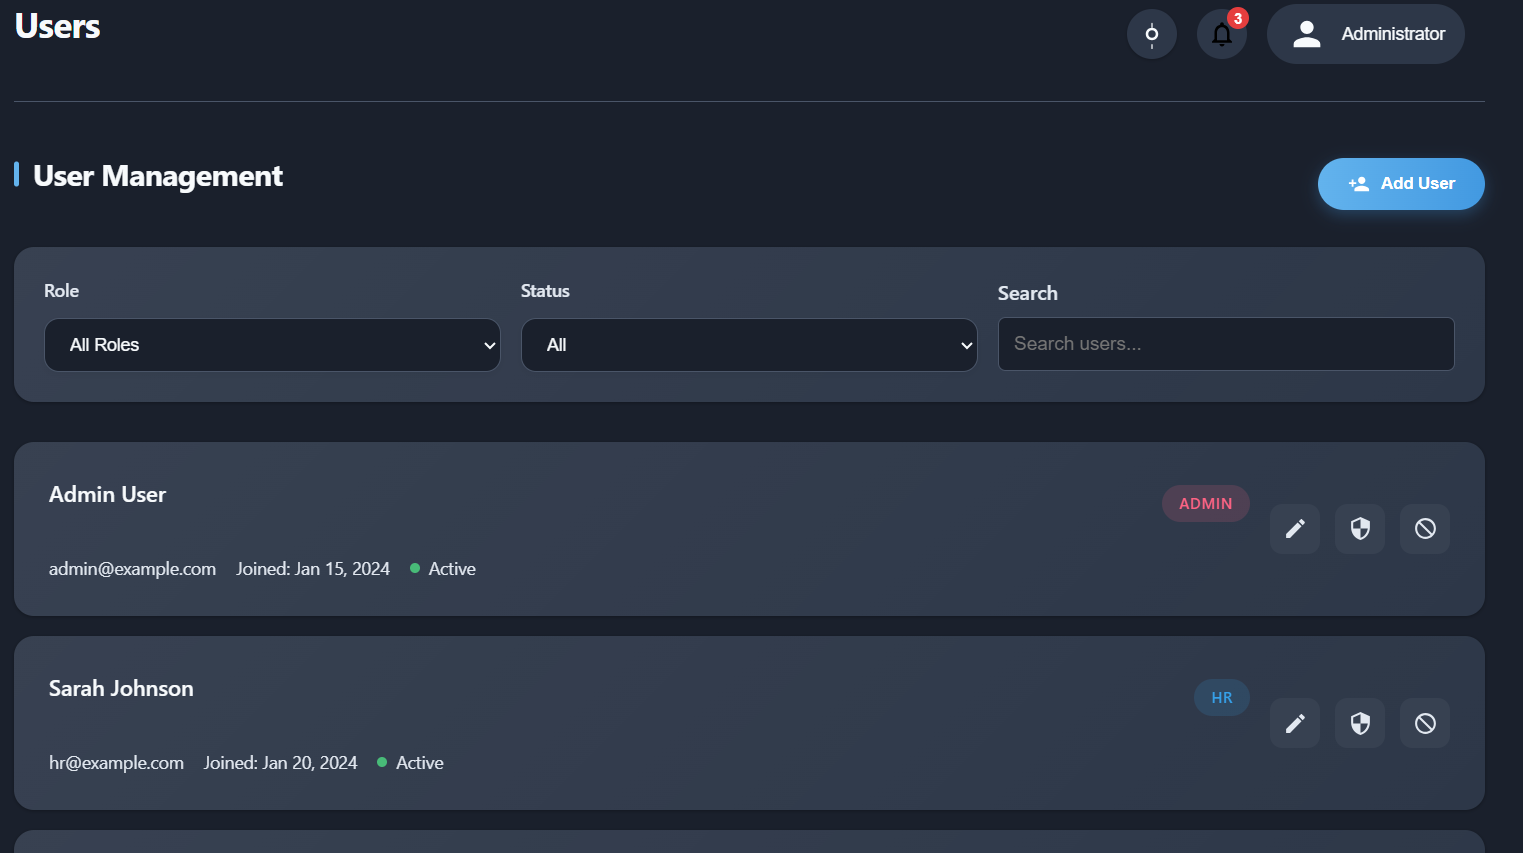 Users
3
Administrator
User Management
Add User
Role
Status
Search
All Roles
All
Search users...
Admin User
ADMIN
admin@example.com Joined: Jan 15, 2024 Active
Sarah Johnson
HR
hr@example.com Joined: Jan 20, 2024 Active